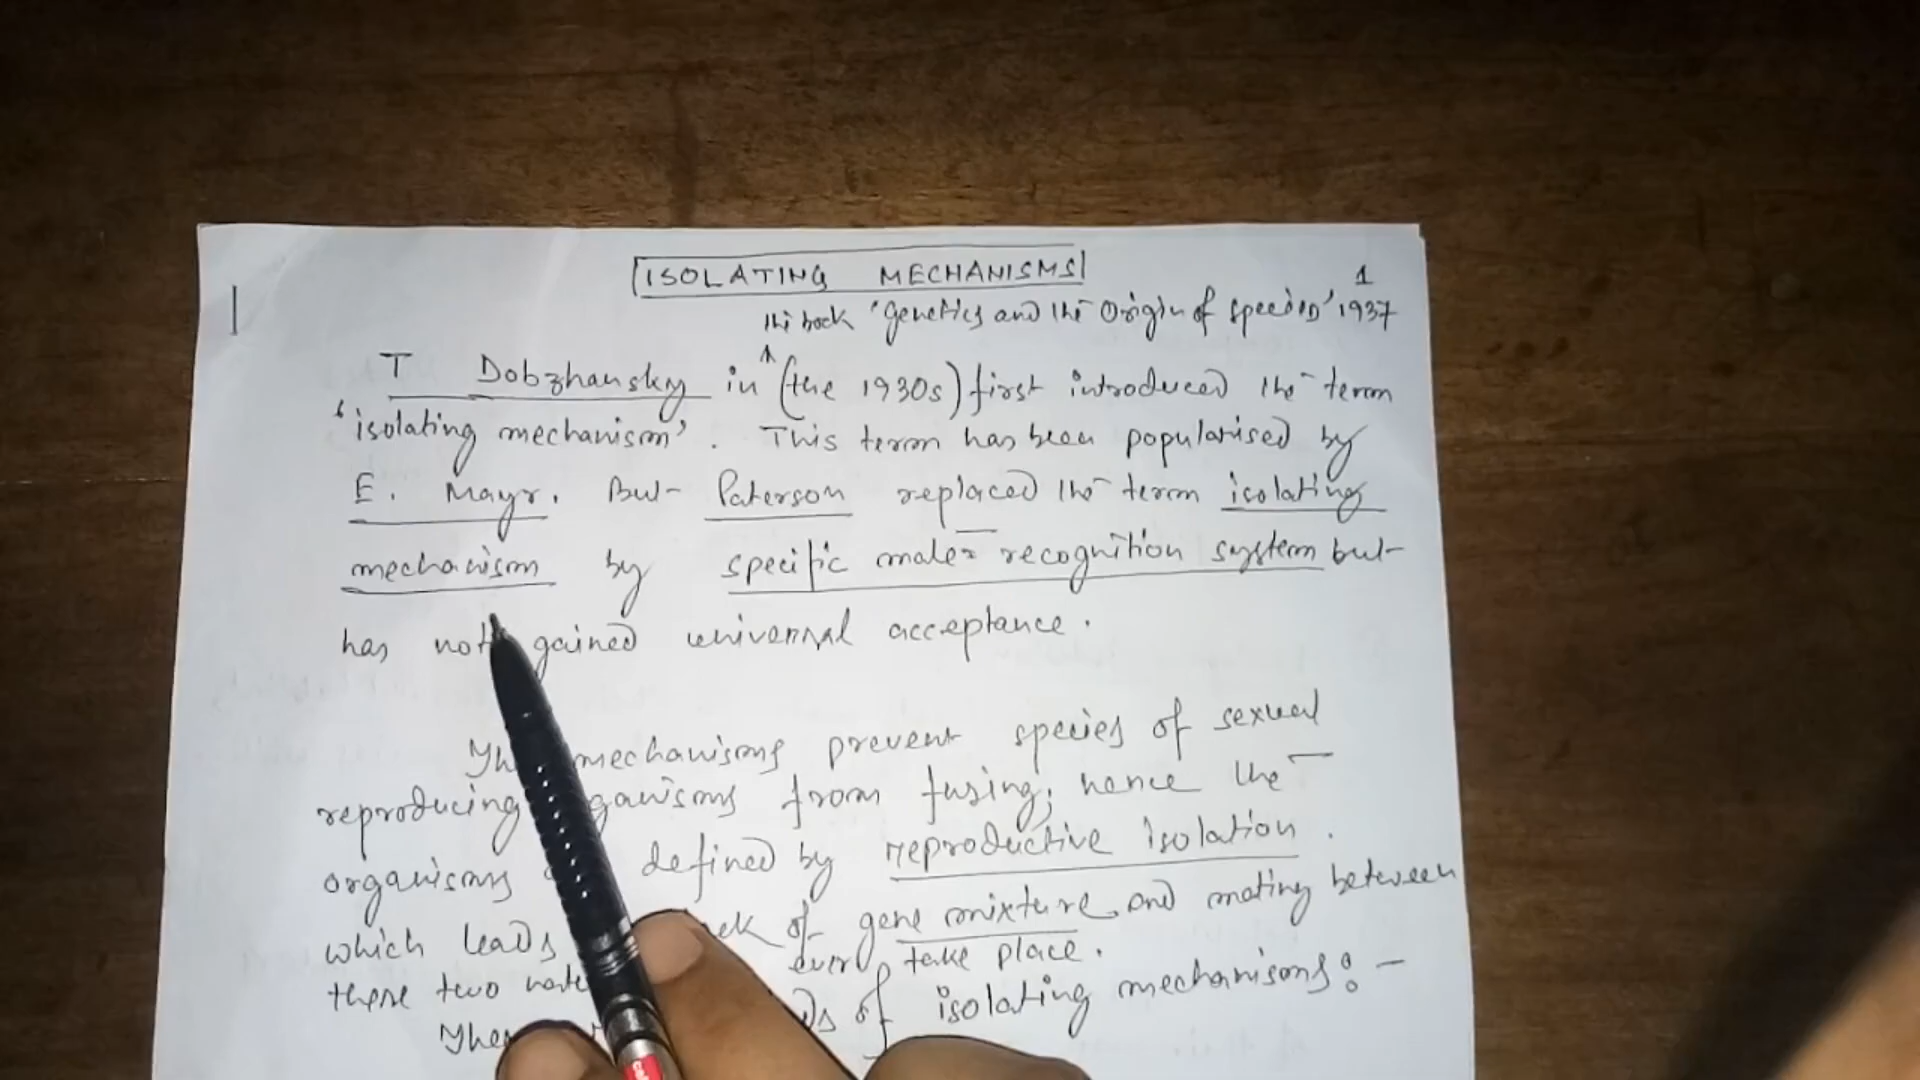 ISOLATING MECHANISMS
1
the book 'Genetics and the Origin of species' 1937
T Dobzhansky in (the 1930s) first introduced the term
'isolating mechanism'. This term has been popularised by
E. Mayr. But Paterson replaced the term isolating
mechanism by specific mate recognition system but
has not gained universal acceptance.
mechanisms prevent species of sexual
reproducing organisms from fusing, hence the
organisms defined by reproductive isolation.
which leads of gene mixture and mating between
these two take place.
of isolating mechanisms:-